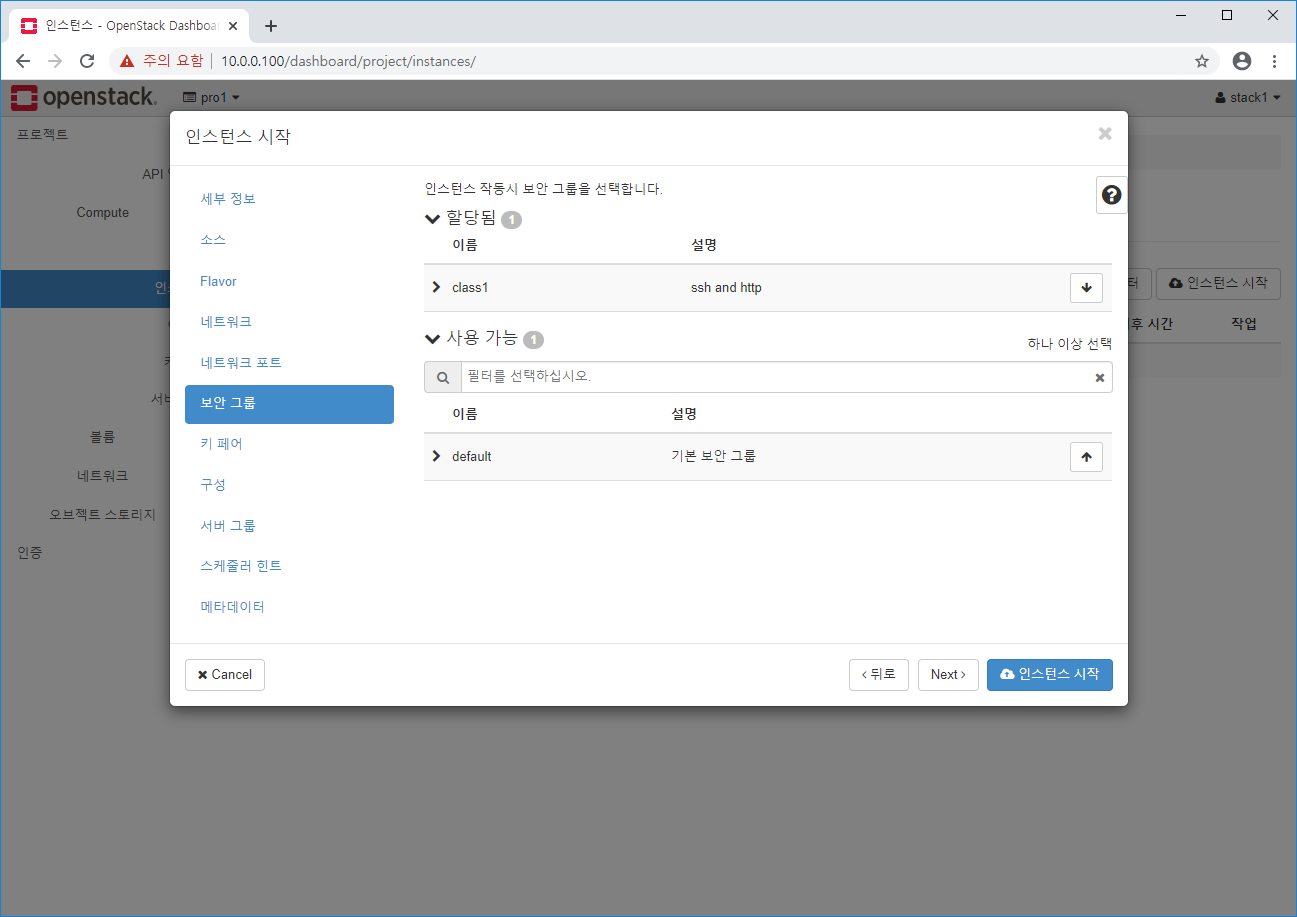 인스턴스 - OpenStack Dashboar
주의 요함 10.0.0.100/dashboard/project/instances/
openstack. pro1 stack1
프로젝트
API
Compute
볼륨
네트워크
오브젝트 스토리지
인증
인스턴스 시작
후 시간 작업
인스턴스 시작
세부 정보
소스
Flavor
네트워크
네트워크 포트
보안 그룹
키 페어
구성
서버 그룹
스케줄러 힌트
메타데이터
인스턴스 작동시 보안 그룹을 선택합니다.
할당됨 1
이름 설명
class1 ssh and http
사용 가능 1 하나 이상 선택
필터를 선택하십시오.
이름 설명
default 기본 보안 그룹
Cancel 뒤로 Next 인스턴스 시작